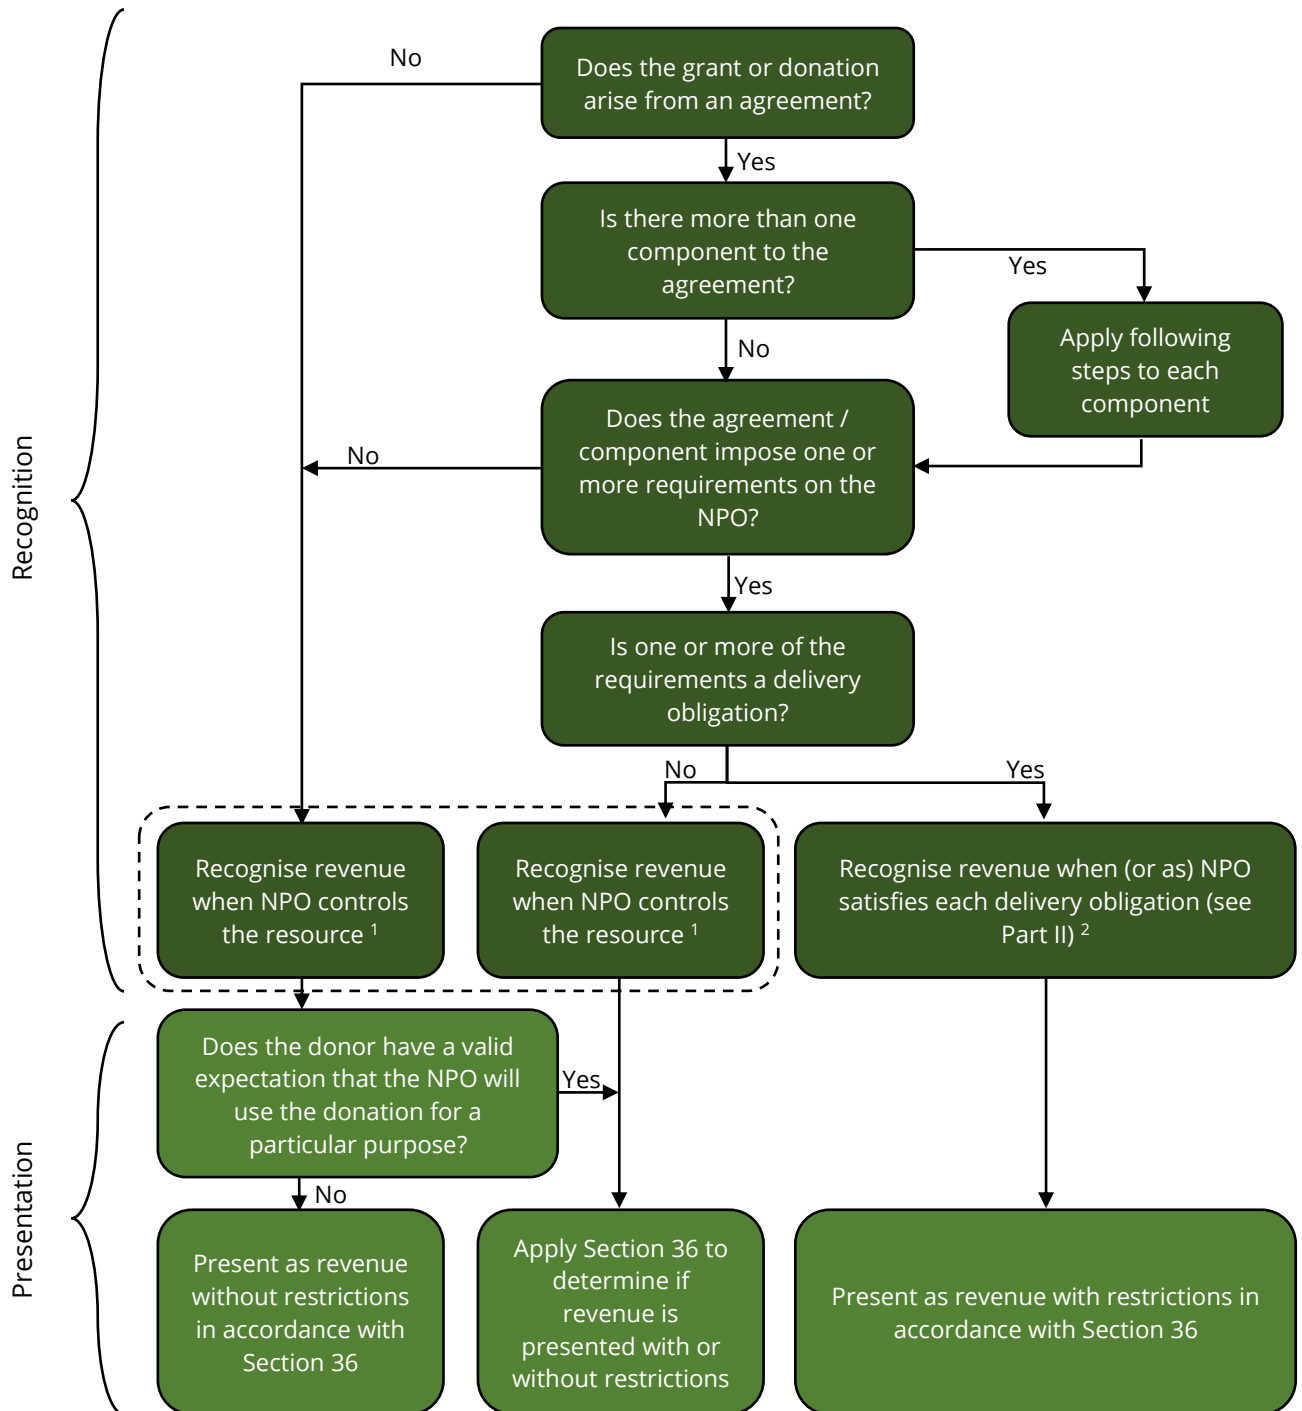 No
Does the grant or donation
arise from an agreement?
Yes
Is there more than one
component to the
agreement?
Yes
No
Apply following
steps to each
component
Does the agreement /
component impose one or
more requirements on the
NPO?
No
Yes
Is one or more of the
requirements a delivery
obligation?
No
Yes
Recognition
Recognise revenue
when NPO controls
the resource 1
Recognise revenue
when NPO controls
the resource 1
Recognise revenue when (or as) NPO
satisfies each delivery obligation (see
Part II) 2
Does the donor have a valid
expectation that the NPO will
use the donation for a
particular purpose?
Yes
No
Presentation
Present as revenue
without restrictions
in accordance with
Section 36
Apply Section 36 to
determine if
revenue is
presented with or
without restrictions
Present as revenue with restrictions in
accordance with Section 36